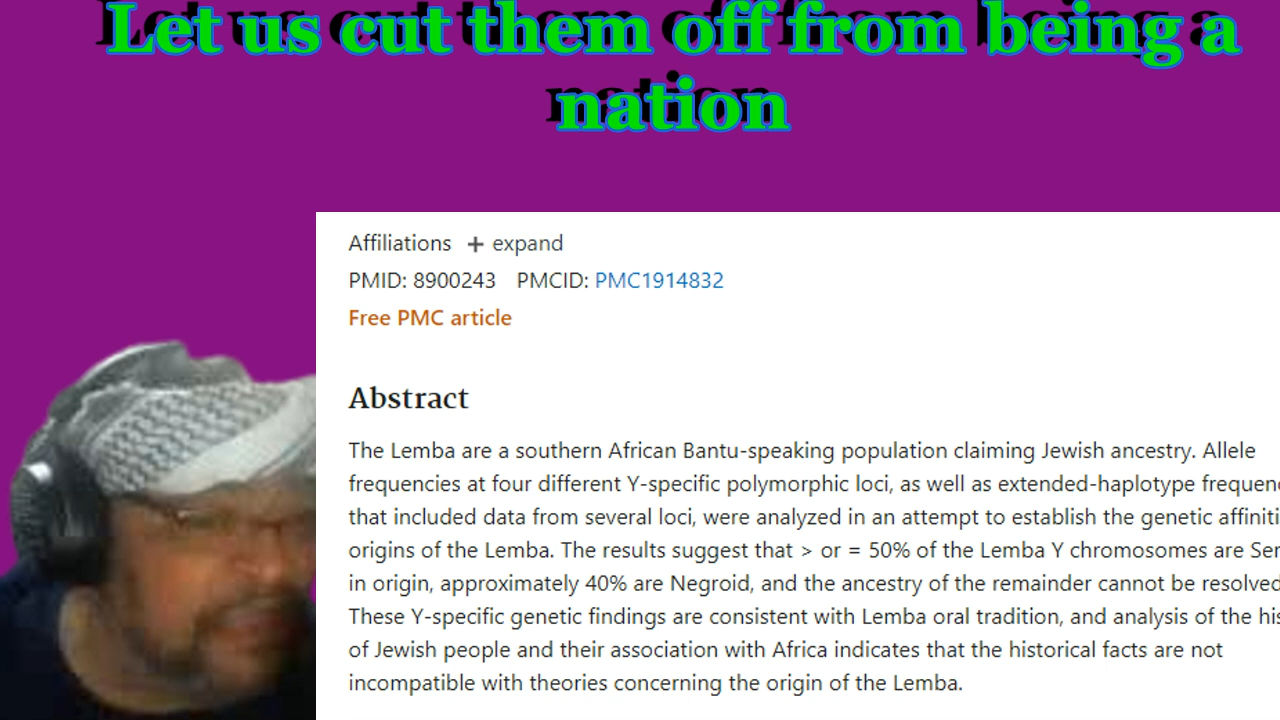 Let us cut them off from being a
nation
Affiliations + expand
PMID: 8900243 PMCID: PMC1914832
Free PMC article
Abstract
The Lemba are a southern African Bantu-speaking population claiming Jewish ancestry. Allele
frequencies at four different Y-specific polymorphic loci, as well as extended-haplotype
that included data from several loci, were analyzed in an attempt to establish the genetic
origins of the Lemba. The results suggest that > or = 50% of the Lemba Y chromosomes are
in origin, approximately 40% are Negroid, and the ancestry of the remainder cannot be resolved
These Y-specific genetic findings are consistent with Lemba oral tradition, and analysis of the
of Jewish people and their association with Africa indicates that the historical facts are not
incompatible with theories concerning the origin of the Lemba.